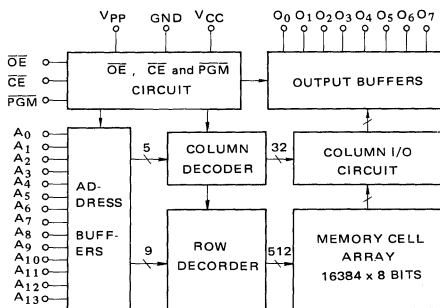 VPP GND VCC O0 O1 O2 O3 O4 O5 O6 O7
OE
CE
PGM
OE , CE and PGM
CIRCUIT
OUTPUT BUFFERS
A0
A1
A2
A3
A4
A5
A6
A7
A8
A9
A10
A11
A12
A13
AD-
DRESS
BUFF-
ERS
5
COLUMN
DECODER
32
COLUMN I/O
CIRCUIT
9
ROW
DECORDER
512
MEMORY CELL
ARRAY
16384 x 8 BITS